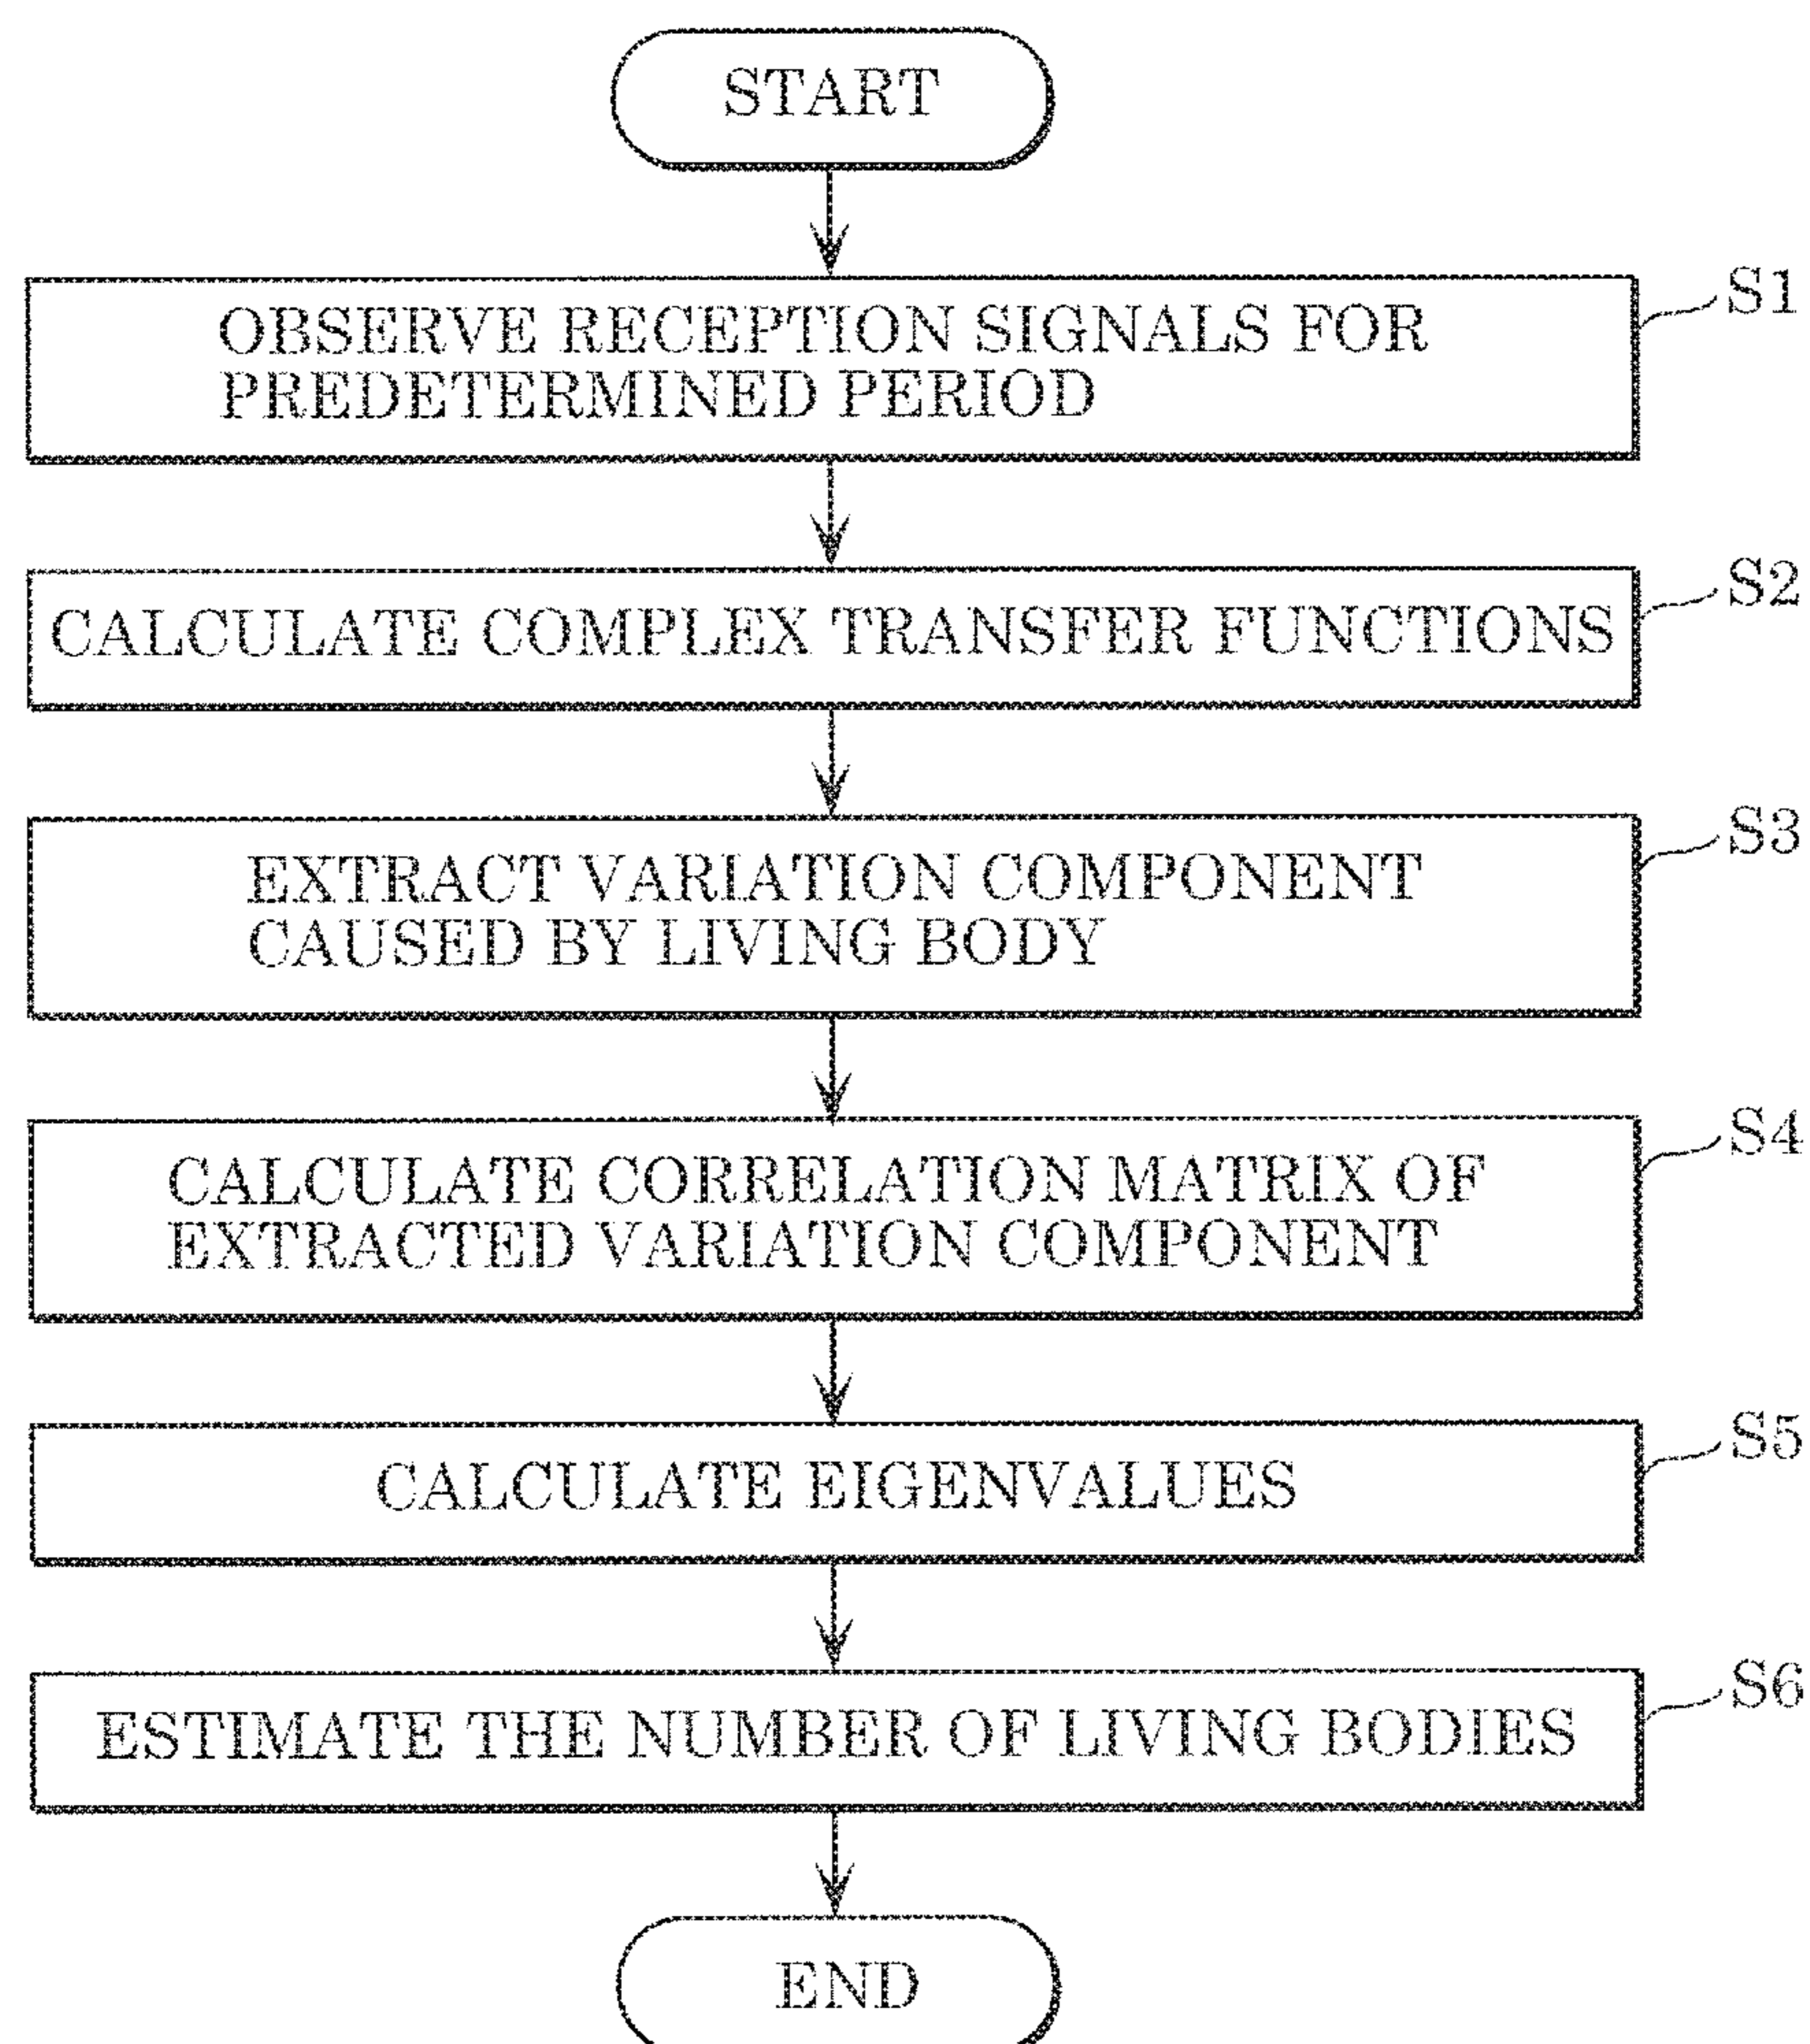 START
OBSERVE RECEPTION SIGNALS FOR
PREDETERMINED PERIOD
S1
CALCULATE COMPLEX TRANSFER FUNCTIONS
S2
EXTRACT VARIATION COMPONENT
CAUSED BY LIVING BODY
S3
CALCULATE CORRELATION MATRIX OF
EXTRACTED VARIATION COMPONENT
S4
CALCULATE EIGENVALUES
S5
ESTIMATE THE NUMBER OF LIVING BODIES
S6
END